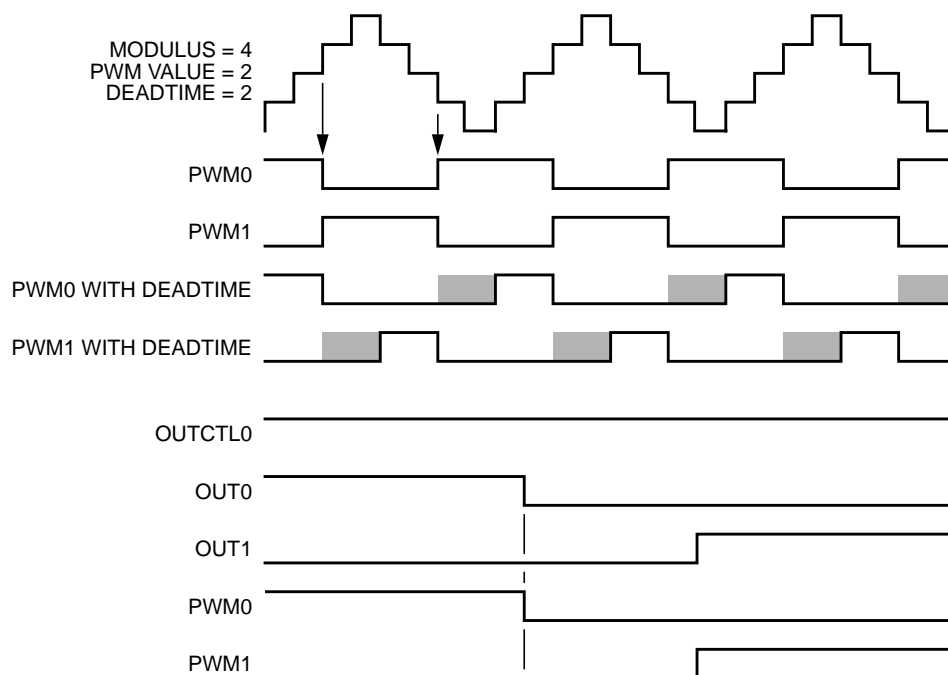 MODULUS = 4
PWM VALUE = 2
DEADTIME = 2
PWM0
PWM1
PWM0 WITH DEADTIME
PWM1 WITH DEADTIME
OUTCTL0
OUT0
OUT1
PWM0
PWM1